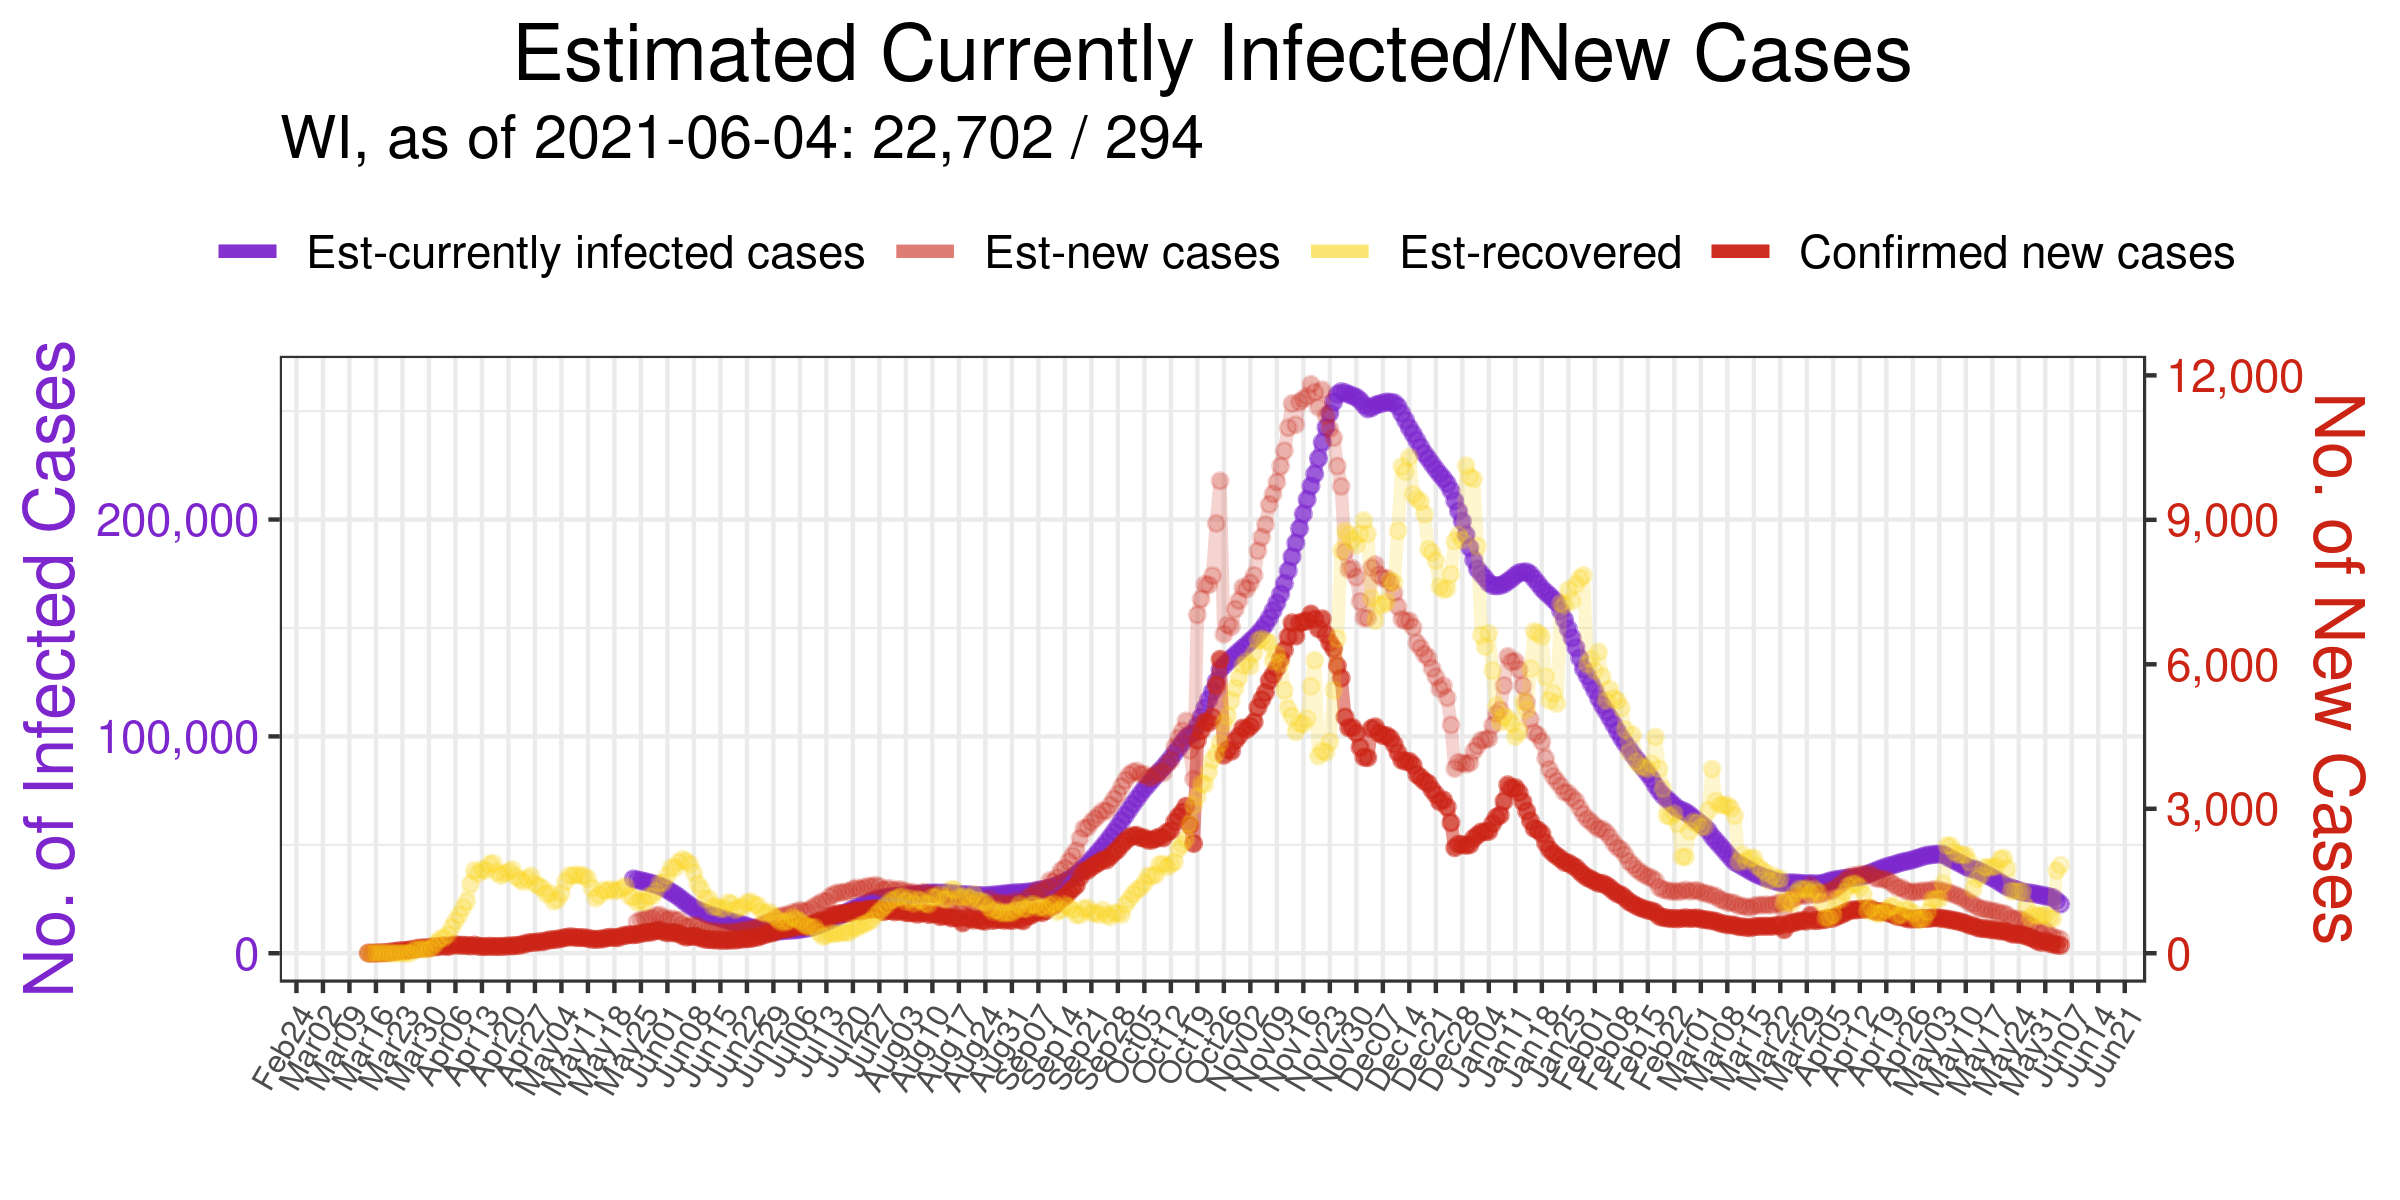 Estimated Currently Infected/New Cases
WI, as of 2021-06-04: 22,702 / 294
Est-currently infected cases Est-new cases Est-recovered Confirmed new cases
No. of Infected Cases
200,000
100,000
0
12,000
9,000
6,000
3,000
0
No. of New Cases
Feb24 Mar02 Mar09 Mar16 Mar23 Mar30 Apr06 Apr13 Apr20 Apr27 May04 May11 May18 May25 Jun01 Jun08 Jun15 Jun22 Jun29 Jul06 Jul13 Jul20 Jul27 Aug03 Aug10 Aug17 Aug24 Aug31 Sep07 Sep14 Sep21 Sep28 Oct05 Oct12 Oct19 Oct26 Nov02 Nov09 Nov16 Nov23 Nov30 Dec07 Dec14 Dec21 Dec28 Jan04 Jan11 Jan18 Jan25 Feb01 Feb08 Feb15 Feb22 Mar01 Mar08 Mar15 Mar22 Mar29 Apr05 Apr12 Apr19 Apr26 May03 May10 May17 May24 May31 Jun07 Jun14 Jun21